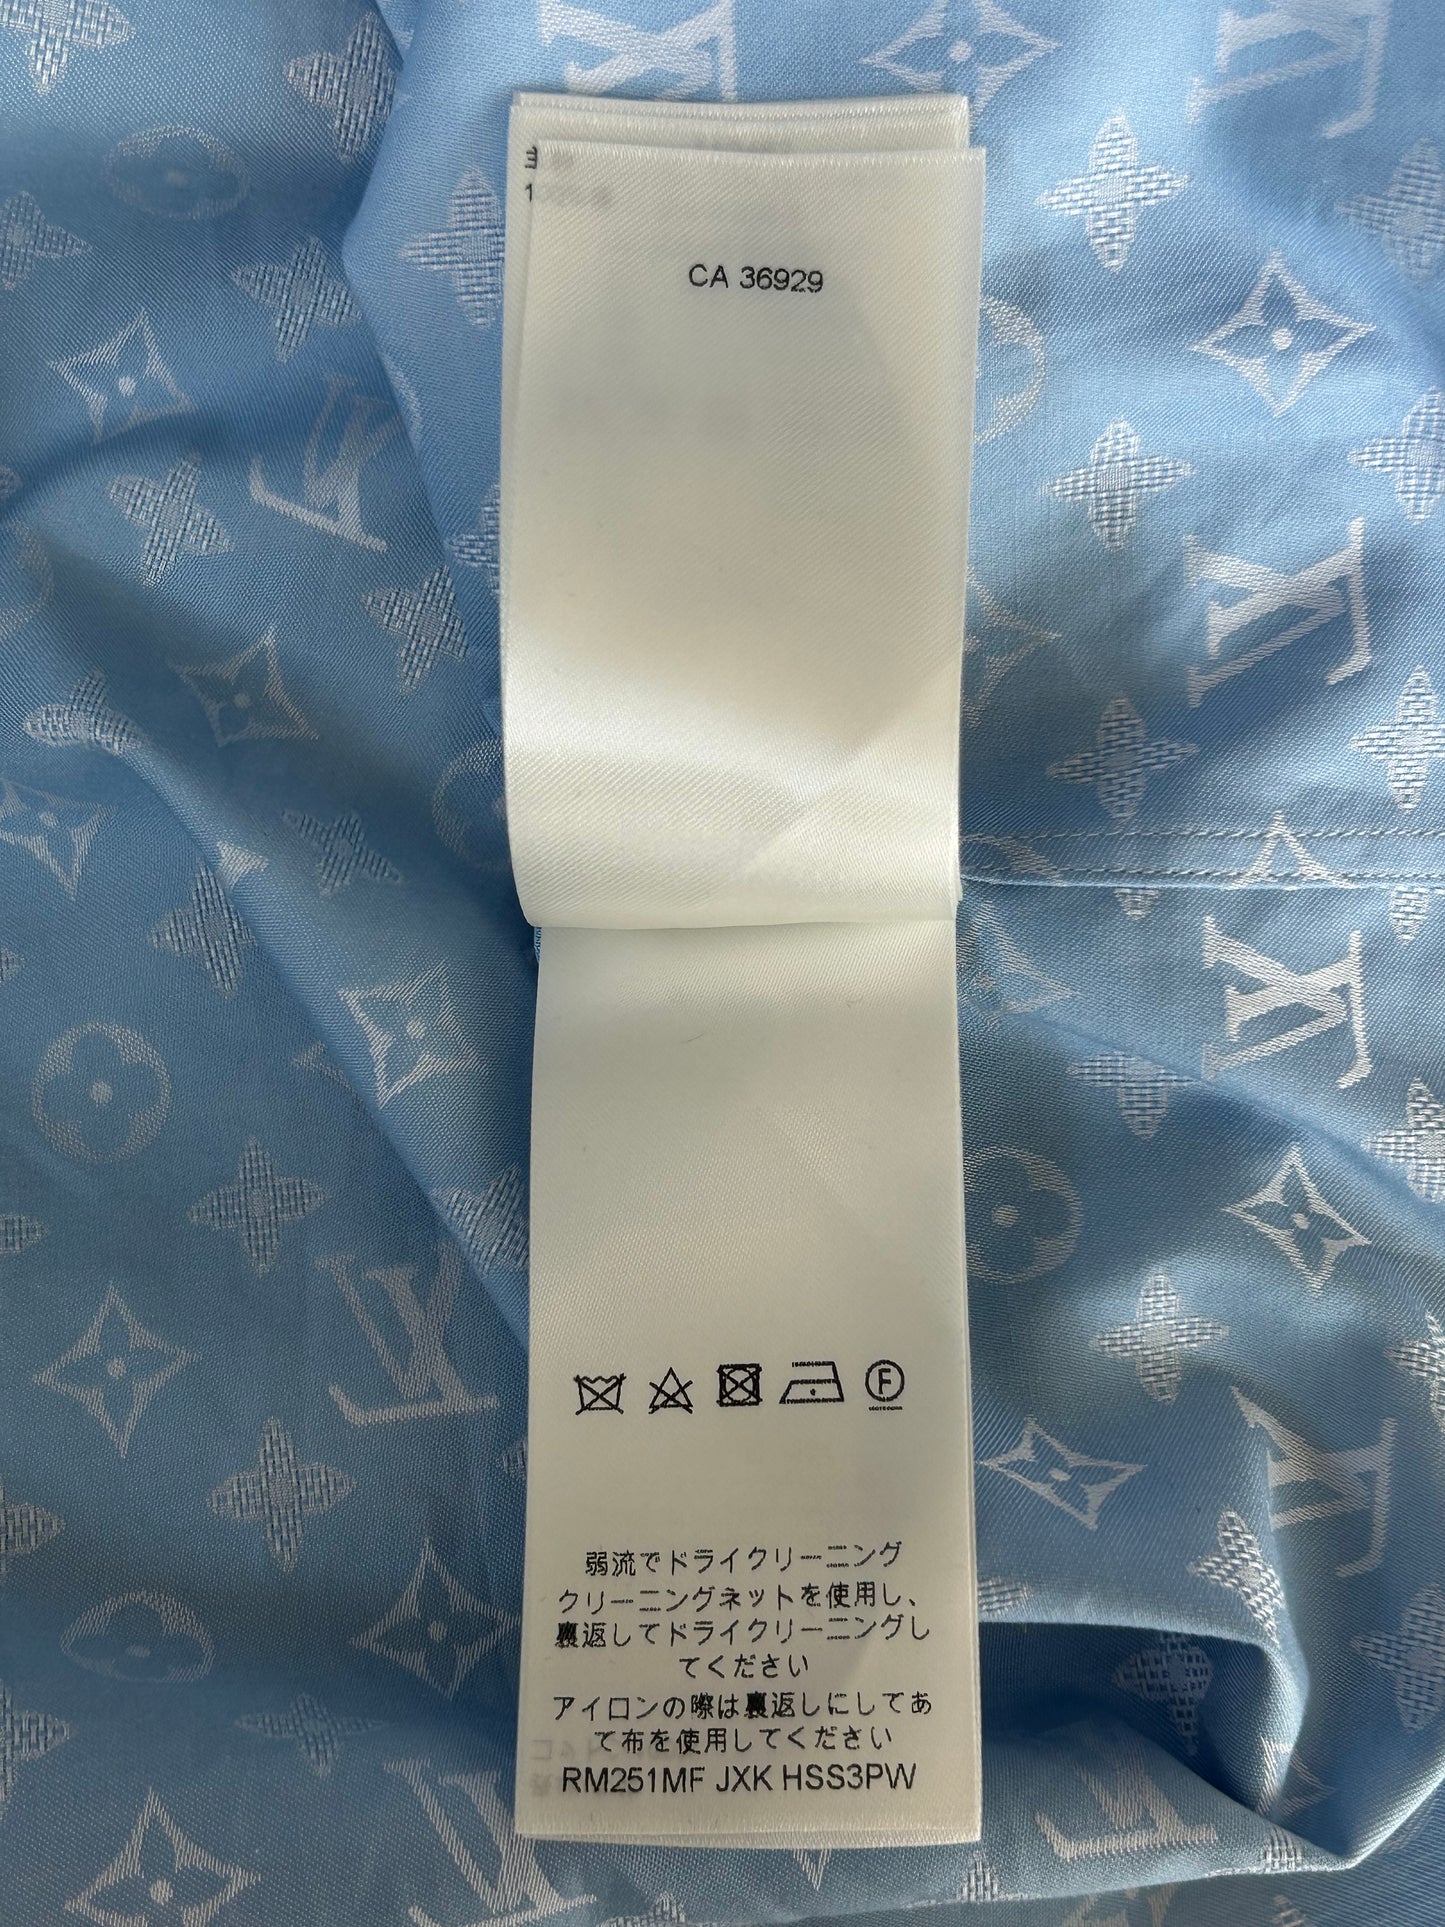 CA 36929
F
弱流でドライクリーニング
クリーニングネットを使用し、
裏返してドライクリーニングし
てください
アイロンの際は裏返しにしてあ
て布を使用してください
RM251MF JXK HSS3PW